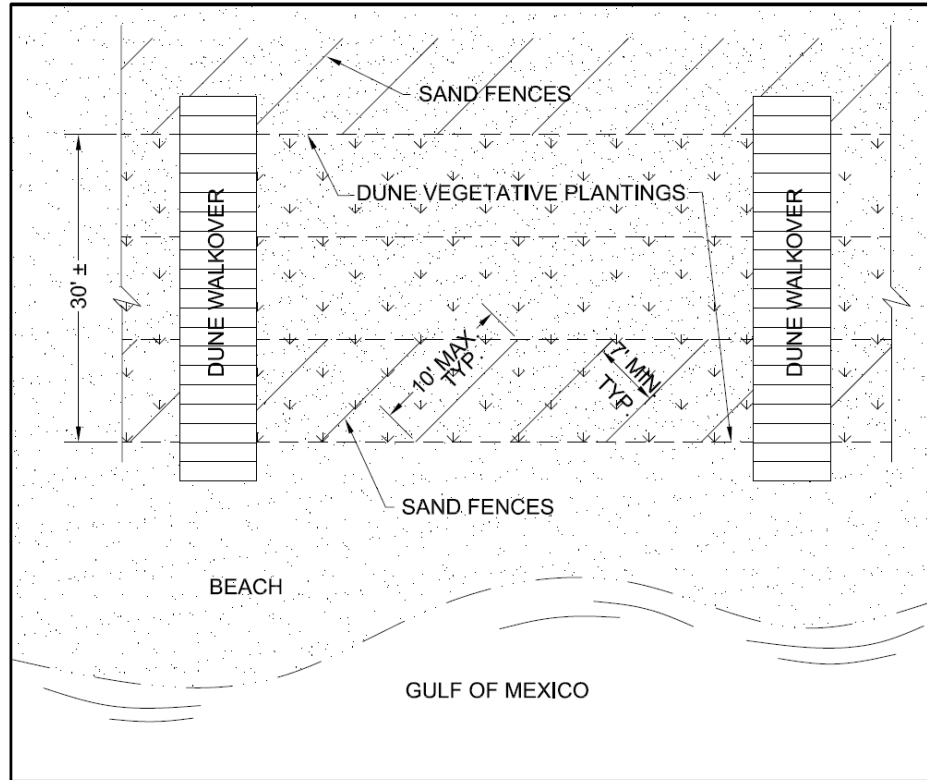 SAND FENCES
DUNE VEGETATIVE PLANTINGS
DUNE WALKOVER
DUNE WALKOVER
30' ±
10' MAX.
TYP.
7' MIN.
TYP
SAND FENCES
BEACH
GULF OF MEXICO